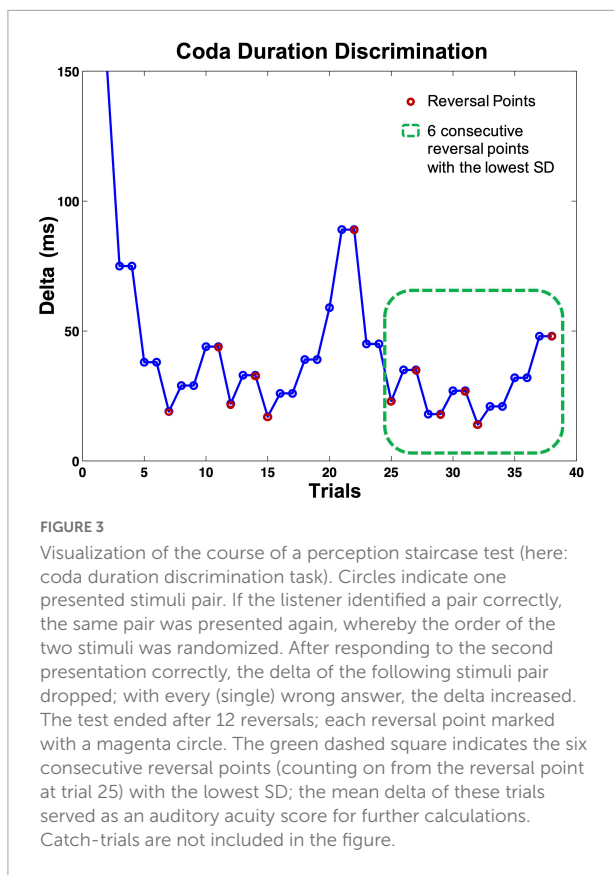 Coda Duration Discrimination
150
100
50
0
Delta (ms)
Reversal Points
6 consecutive
reversal points
with the lowest SD
0 5 10 15 20 25 30 35 40
Trials
FIGURE 3
Visualization of the course of a perception staircase test (here:
coda duration discrimination task). Circles indicate one
presented stimuli pair. If the listener identified a pair correctly,
the same pair was presented again, whereby the order of the
two stimuli was randomized. After responding to the second
presentation correctly, the delta of the following stimuli pair
dropped; with every (single) wrong answer, the delta increased.
The test ended after 12 reversals; each reversal point marked
with a magenta circle. The green dashed square indicates the six
consecutive reversal points (counting on from the reversal point
at trial 25) with the lowest SD; the mean delta of these trials
served as an auditory acuity score for further calculations.
Catch-trials are not included in the figure.